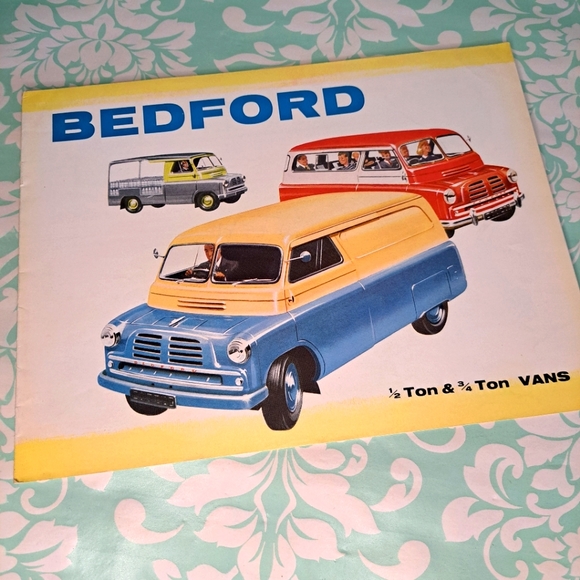 BEDFORD
½ Ton & ¾ Ton VANS